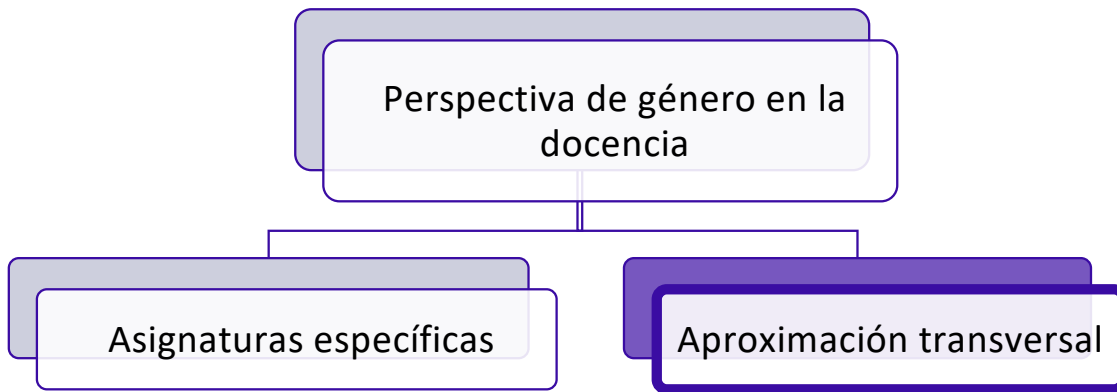 Perspectiva de género en la
docencia
Asignaturas específicas
Aproximación transversal